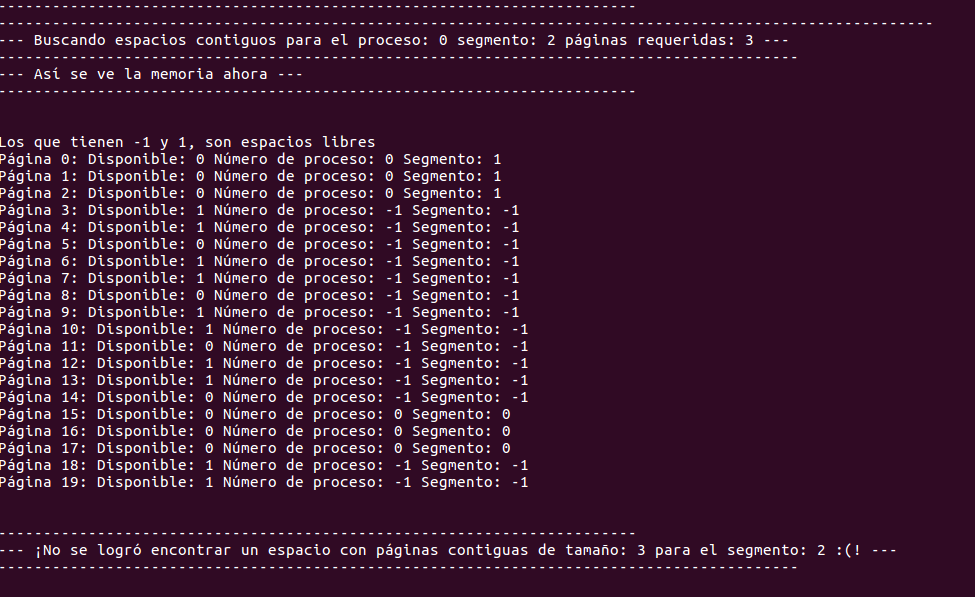 -----------------------------------------------------------------------
--------------------------------------------------------------------------------------------------------
--- Buscando espacios contiguos para el proceso: 0 segmento: 2 páginas requeridas: 3 ---
-----------------------------------------------------------------------------------------
--- Así se ve la memoria ahora ---
-----------------------------------------------------------------------
Los que tienen -1 y 1, son espacios libres
Página 0: Disponible: 0 Número de proceso: 0 Segmento: 1
Página 1: Disponible: 0 Número de proceso: 0 Segmento: 1
Página 2: Disponible: 0 Número de proceso: 0 Segmento: 1
Página 3: Disponible: 1 Número de proceso: -1 Segmento: -1
Página 4: Disponible: 1 Número de proceso: -1 Segmento: -1
Página 5: Disponible: 0 Número de proceso: -1 Segmento: -1
Página 6: Disponible: 1 Número de proceso: -1 Segmento: -1
Página 7: Disponible: 1 Número de proceso: -1 Segmento: -1
Página 8: Disponible: 0 Número de proceso: -1 Segmento: -1
Página 9: Disponible: 1 Número de proceso: -1 Segmento: -1
Página 10: Disponible: 1 Número de proceso: -1 Segmento: -1
Página 11: Disponible: 0 Número de proceso: -1 Segmento: -1
Página 12: Disponible: 1 Número de proceso: -1 Segmento: -1
Página 13: Disponible: 1 Número de proceso: -1 Segmento: -1
Página 14: Disponible: 0 Número de proceso: -1 Segmento: -1
Página 15: Disponible: 0 Número de proceso: 0 Segmento: 0
Página 16: Disponible: 0 Número de proceso: 0 Segmento: 0
Página 17: Disponible: 0 Número de proceso: 0 Segmento: 0
Página 18: Disponible: 1 Número de proceso: -1 Segmento: -1
Página 19: Disponible: 1 Número de proceso: -1 Segmento: -1
-----------------------------------------------------------------------
--- ¡No se logró encontrar un espacio con páginas contiguas de tamaño: 3 para el segmento: 2 :(! ---
-----------------------------------------------------------------------------------------